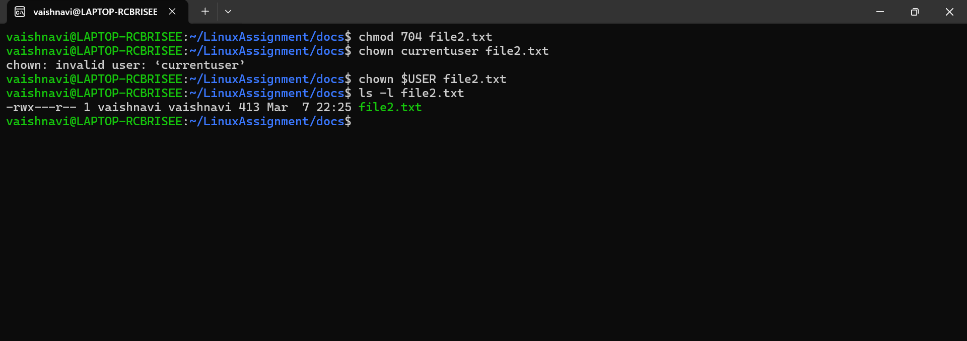 vaishnavi@LAPTOP-RCBRISEE
vaishnavi@LAPTOP-RCBRISEE:~/LinuxAssignment/docs$ chmod 704 file2.txt
vaishnavi@LAPTOP-RCBRISEE:~/LinuxAssignment/docs$ chown currentuser file2.txt
chown: invalid user: ‘currentuser’
vaishnavi@LAPTOP-RCBRISEE:~/LinuxAssignment/docs$ chown $USER file2.txt
vaishnavi@LAPTOP-RCBRISEE:~/LinuxAssignment/docs$ ls -l file2.txt
-rwx---r-- 1 vaishnavi vaishnavi 413 Mar  7 22:25 file2.txt
vaishnavi@LAPTOP-RCBRISEE:~/LinuxAssignment/docs$